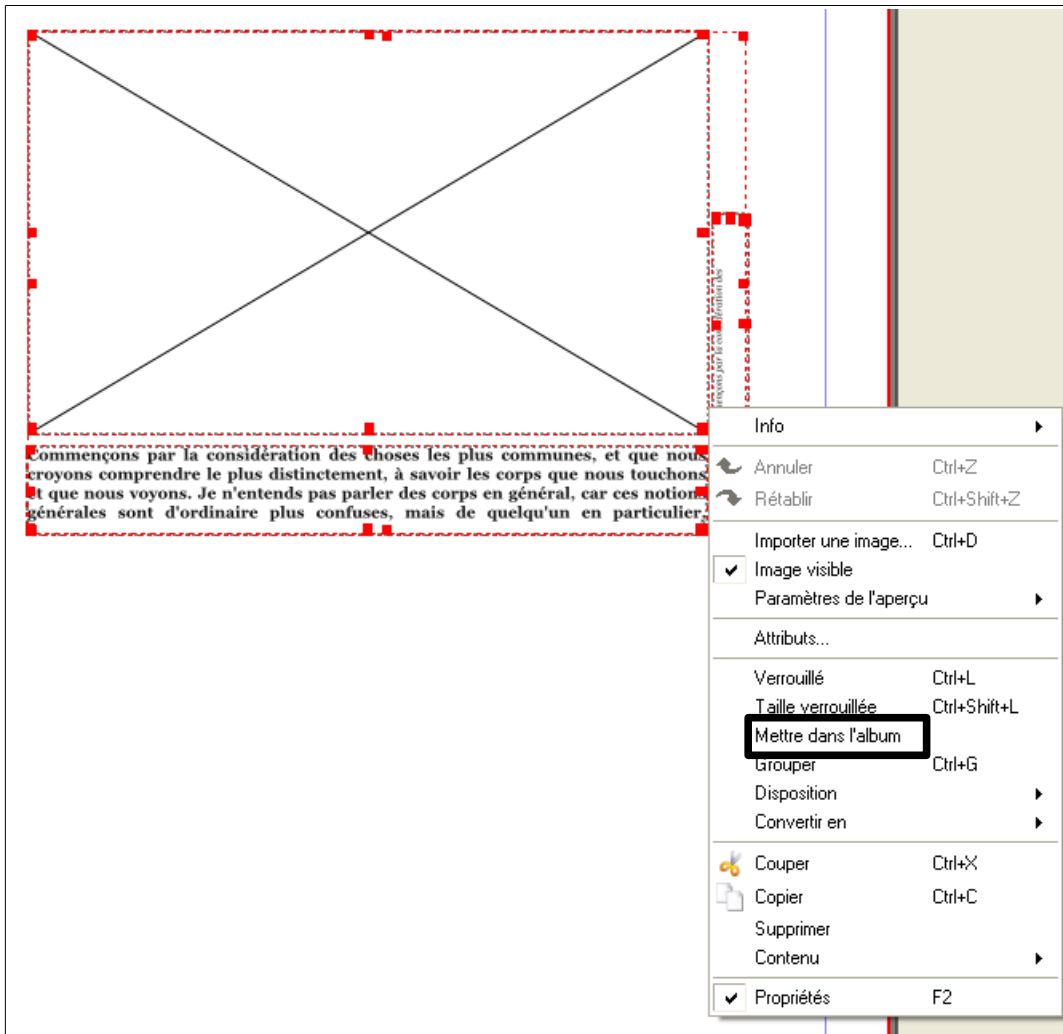 Commençons par la considération des choses les plus communes, et que nous
croyons comprendre le plus distinctement, à savoir les corps que nous touchons
et que nous voyons. Je n'entends pas parler des corps en général, car ces notions
générales sont d'ordinaire plus confuses, mais de quelqu'un en particulier.
par la considération des
Info
Annuler Ctrl+Z
Rétablir Ctrl+Shift+Z
Importer une image... Ctrl+D
Image visible
Paramètres de l'aperçu
Attributs...
Verrouillé Ctrl+L
Taille verrouillée Ctrl+Shift+L
Mettre dans l'album
Grouper Ctrl+G
Disposition
Convertir en
Couper Ctrl+X
Copier Ctrl+C
Supprimer
Contenu
Propriétés F2